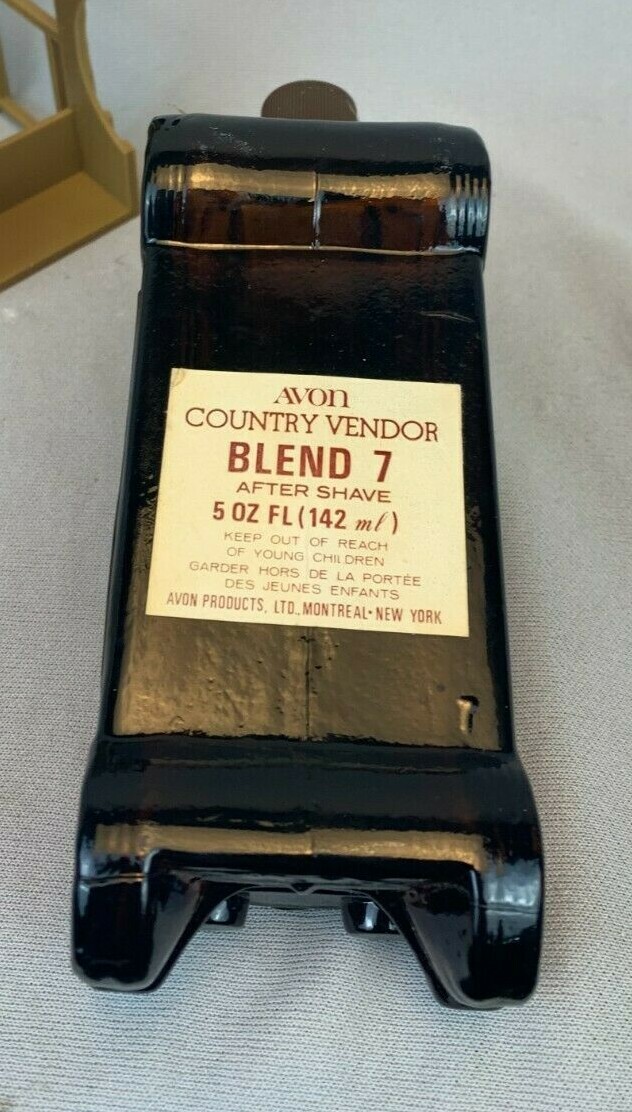 AVON
COUNTRY VENDOR
BLEND 7
AFTER SHAVE
5 OZ FL (142 ml)
KEEP OUT OF REACH
OF YOUNG CHILDREN
GARDER HORS DE LA PORTÉE
DES JEUNES ENFANTS
AVON PRODUCTS, LTD., MONTREAL • NEW YORK